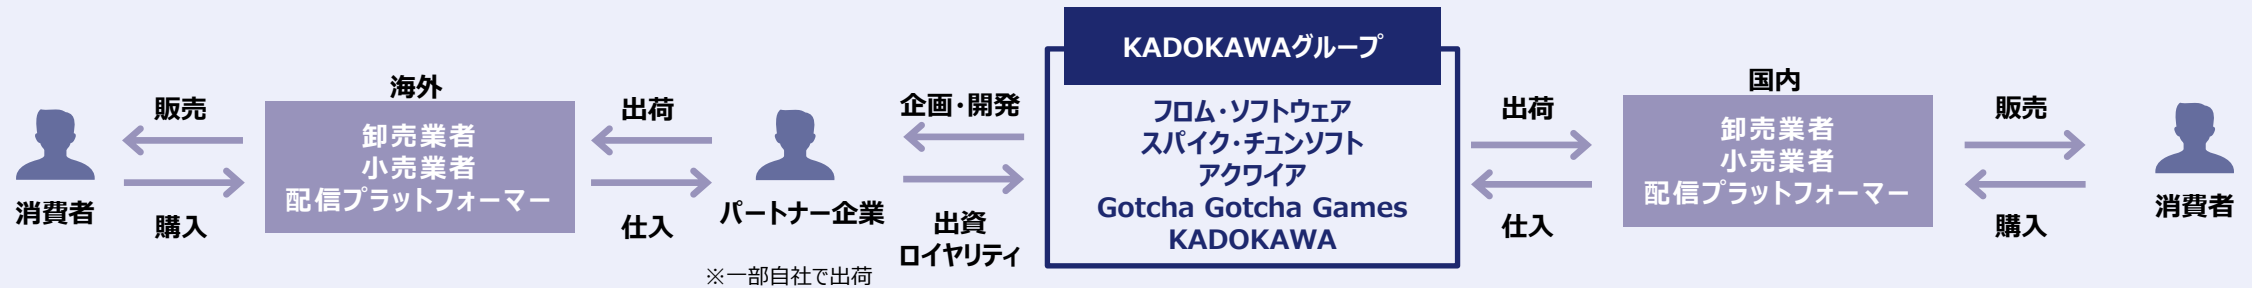 KADOKAWAグループ
海外
国内
販売
出荷
企画・開発
フロム・ソフトウェア
出荷
販売
卸売業者
小売業者
配信プラットフォーマー
スパイク・チュンソフト
アクワイア
Gotcha Gotcha Games
KADOKAWA
卸売業者
小売業者
配信プラットフォーマー
消費者
購入
仕入
パートナー企業
出資
ロイヤリティ
仕入
購入
消費者
※一部自社で出荷